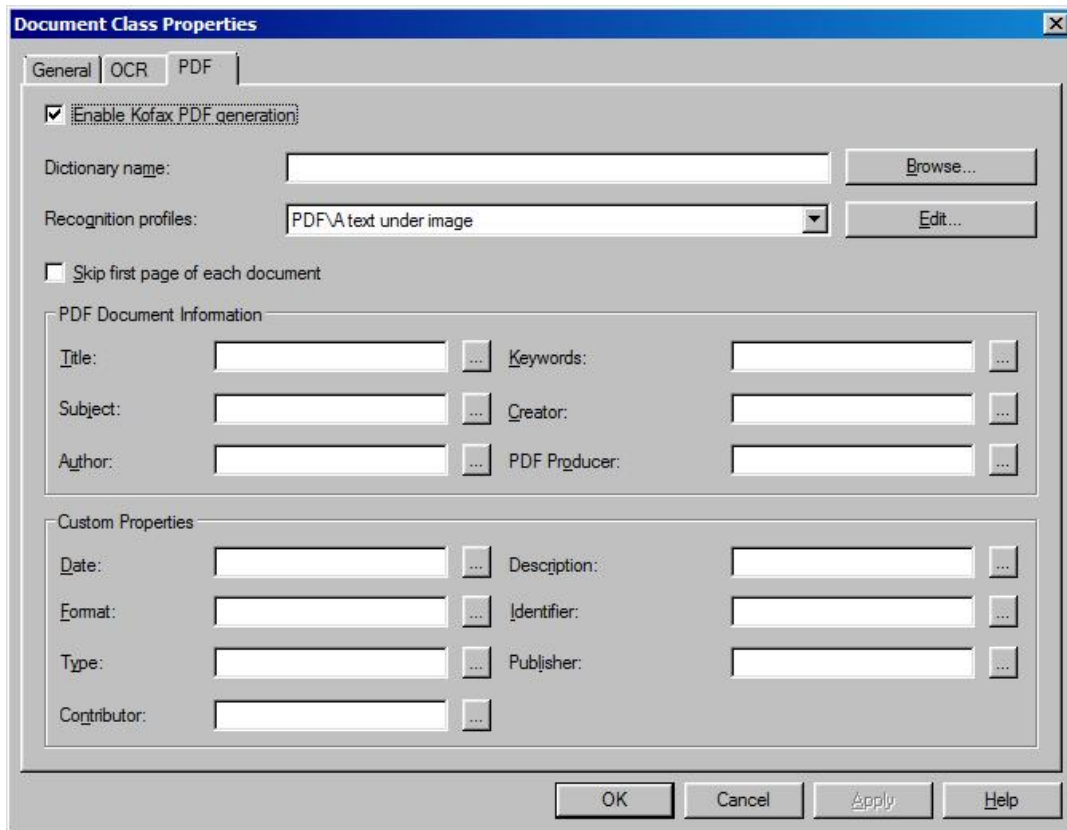 Document Class Properties
General OCR PDF
Enable Kofax PDF generation
Dictionary name: Browse...
Recognition profiles: PDF\A text under image Edit...
Skip first page of each document
PDF Document Information
Title: ... Keywords: ...
Subject: ... Creator: ...
Author: ... PDF Producer: ...
Custom Properties
Date: ... Description: ...
Format: ... Identifier: ...
Type: ... Publisher: ...
Contributor: ...
OK Cancel Apply Help